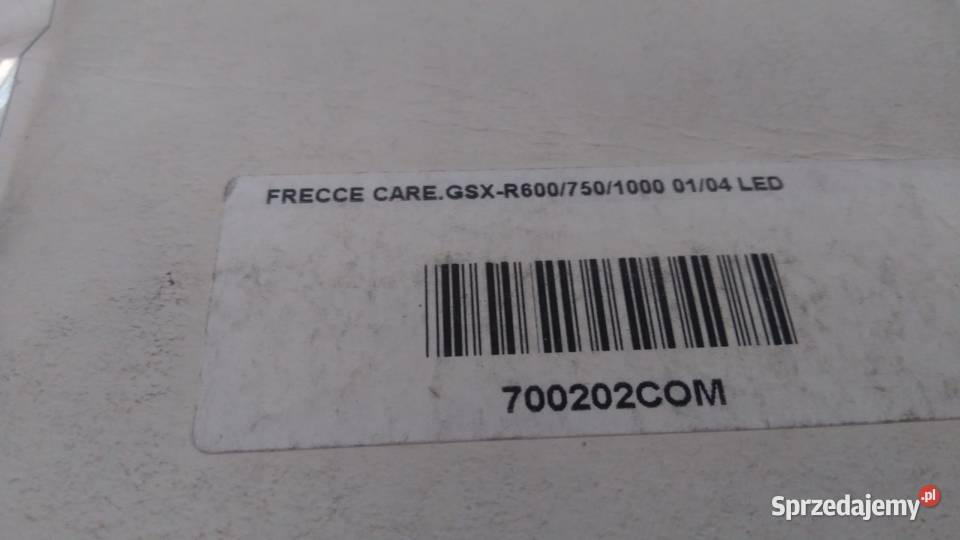 FRECCE CARE.GSX-R600/750/1000 01/04 LED
700202COM
Sprzedajemy.pl